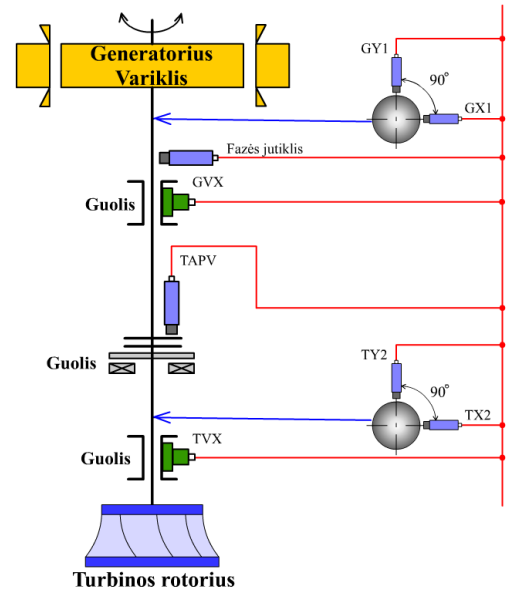 Generatorius
Variklis
GY1
90°
GX1
Fazės jutiklis
GVX
Guolis
TAPV
Guolis
TY2
90°
TX2
TVX
Guolis
Turbinos rotorius